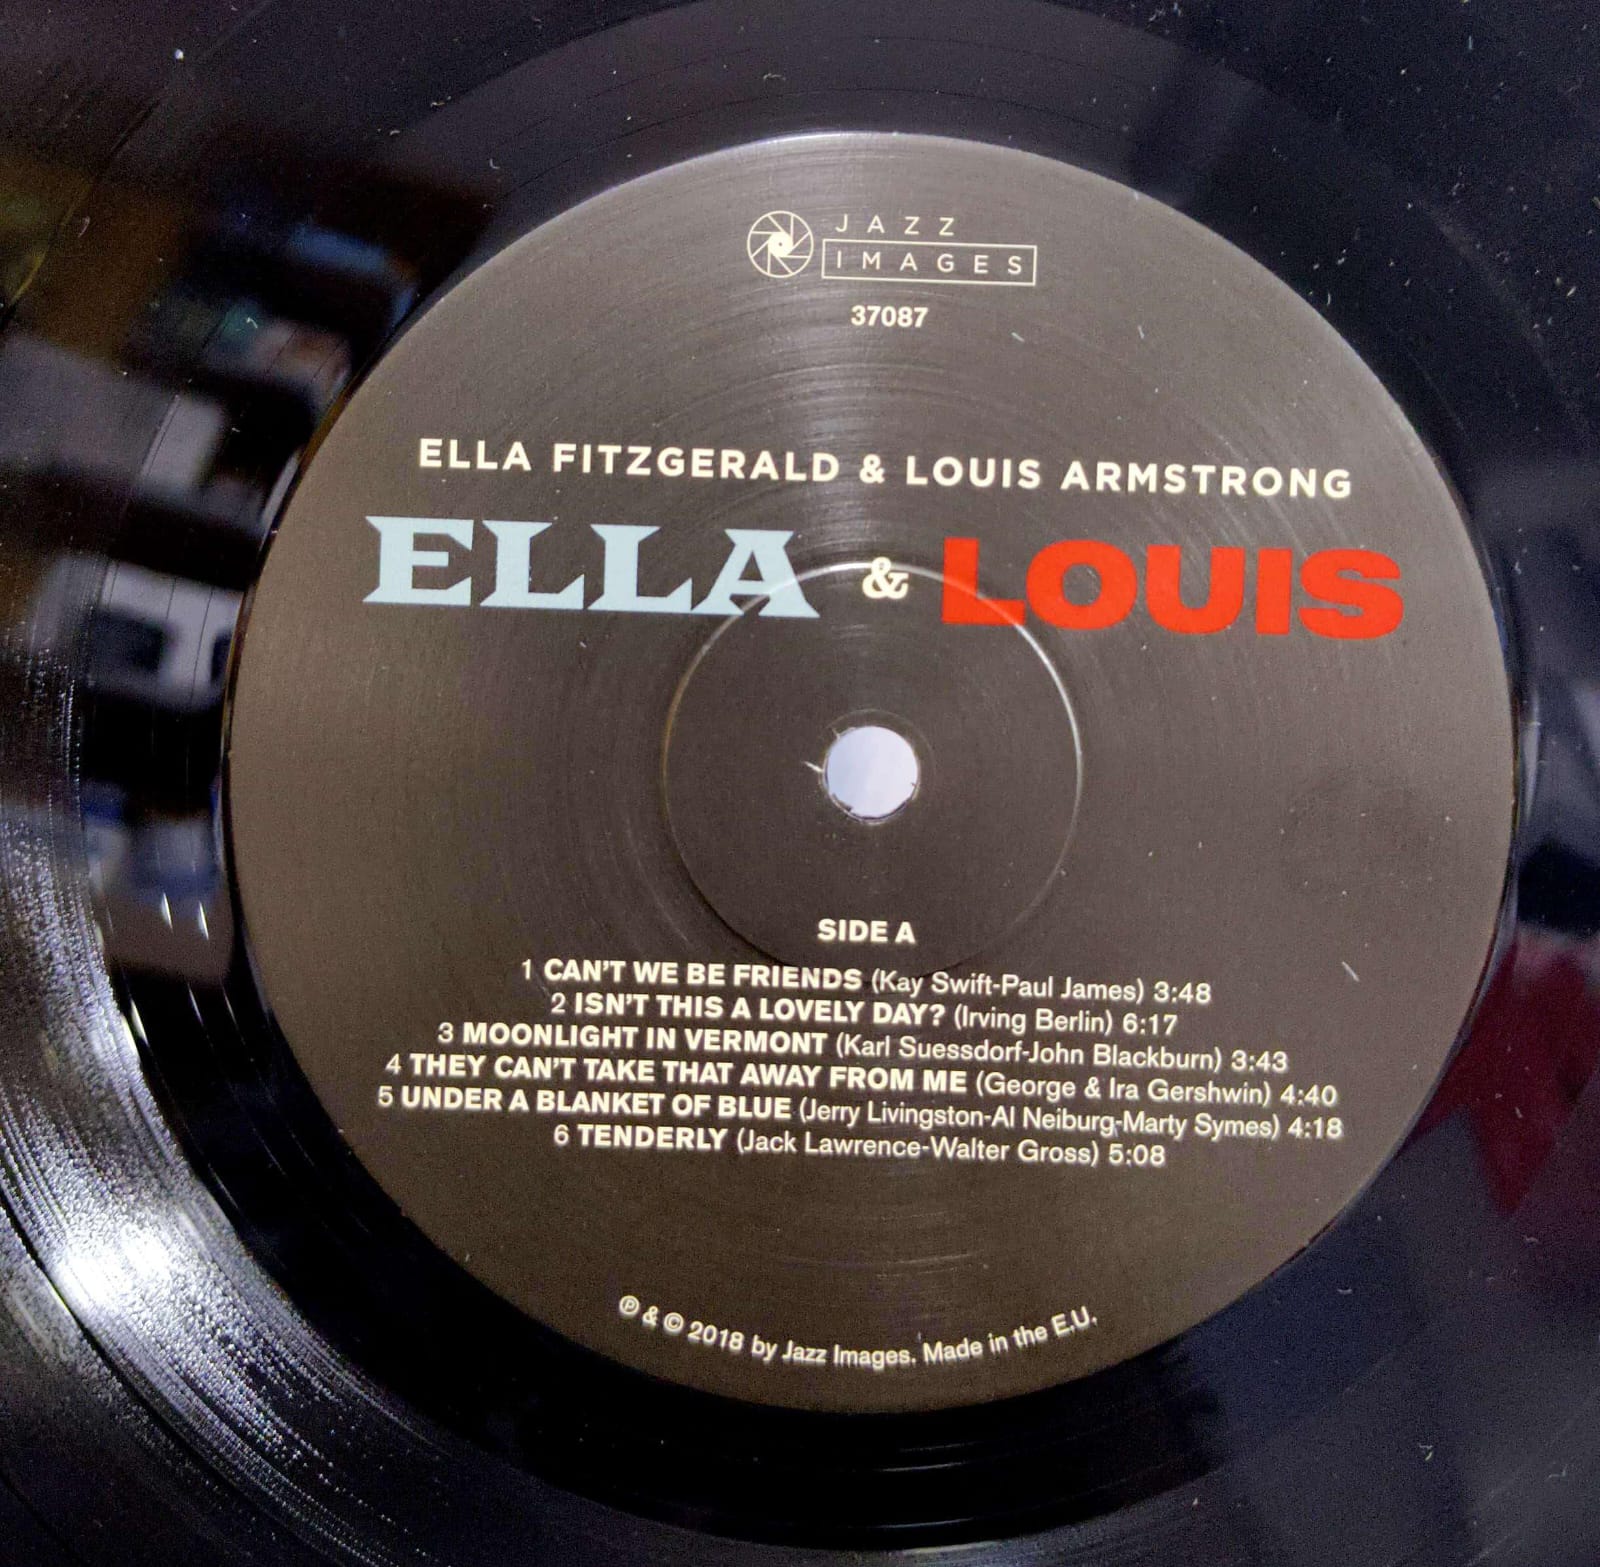 JAZZ
IMAGES
37087
ELLA FITZGERALD & LOUIS ARMSTRONG
ELLA & LOUIS
SIDE A
1 CAN'T WE BE FRIENDS (Kay Swift-Paul James) 3:48
2 ISN'T THIS A LOVELY DAY? (Irving Berlin) 6:17
3 MOONLIGHT IN VERMONT (Karl Suessdorf-John Blackburn) 3:43
4 THEY CAN'T TAKE THAT AWAY FROM ME (George & Ira Gershwin) 4:40
5 UNDER A BLANKET OF BLUE (Jerry Livingston-Al Neiburg-Marty Symes) 4:18
6 TENDERLY (Jack Lawrence-Walter Gross) 5:08
℗ & © 2018 by Jazz Images. Made in the E.U.